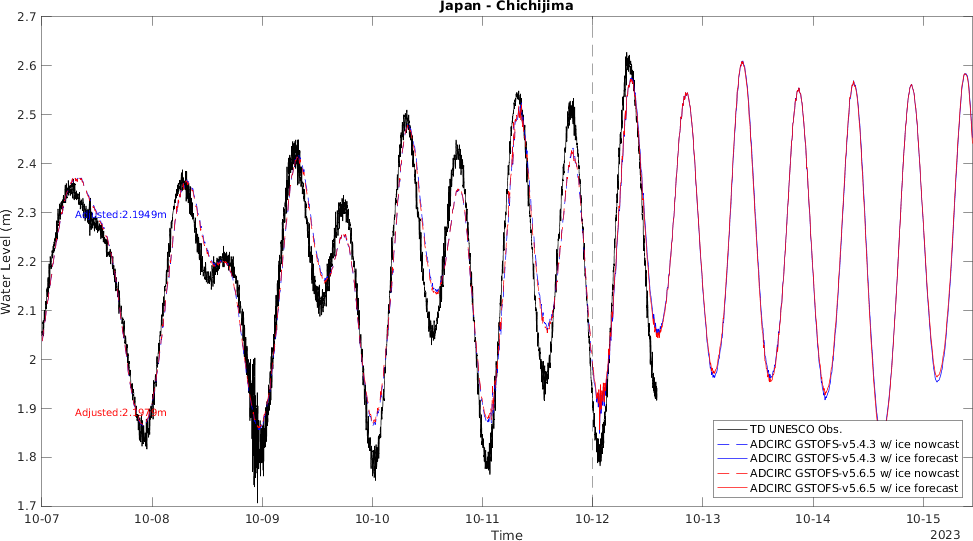 Japan - Chichijima
2.7
2.6
2.5
2.4
2.3
2.2
2.1
2
1.9
1.8
1.7
Water Level (m)
Adjusted:2.1949m
Adjusted:2.1979m
TD UNESCO Obs.
ADCIRC GSTOFS-v5.4.3 w/ ice nowcast
ADCIRC GSTOFS-v5.4.3 w/ ice forecast
ADCIRC GSTOFS-v5.6.5 w/ ice nowcast
ADCIRC GSTOFS-v5.6.5 w/ ice forecast
10-07 10-08 10-09 10-10 10-11 10-12 10-13 10-14 10-15
Time
2023